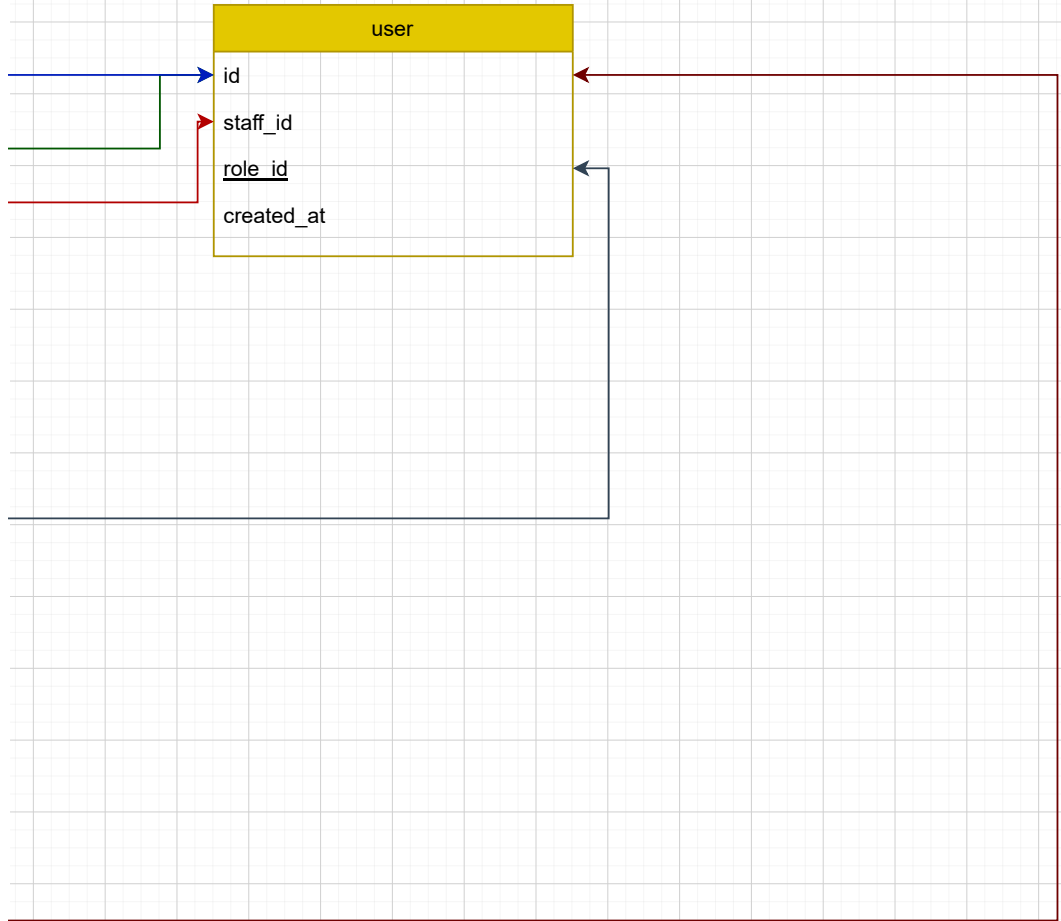 user
id
staff_id
role_id
created_at